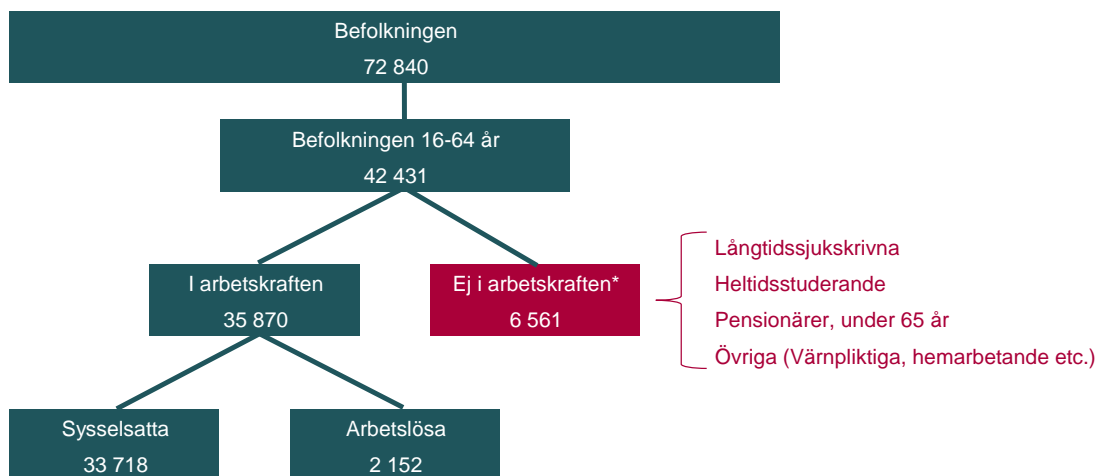 Befolkningen
72 840
Befolkningen 16-64 år
42 431
I arbetskraften
35 870
Ej i arbetskraften*
6 561
Långtidssjukskrivna
Heltidsstuderande
Pensionärer, under 65 år
Övriga (Värnpliktiga, hemarbetande etc.)
Sysselsatta
33 718
Arbetslösa
2 152